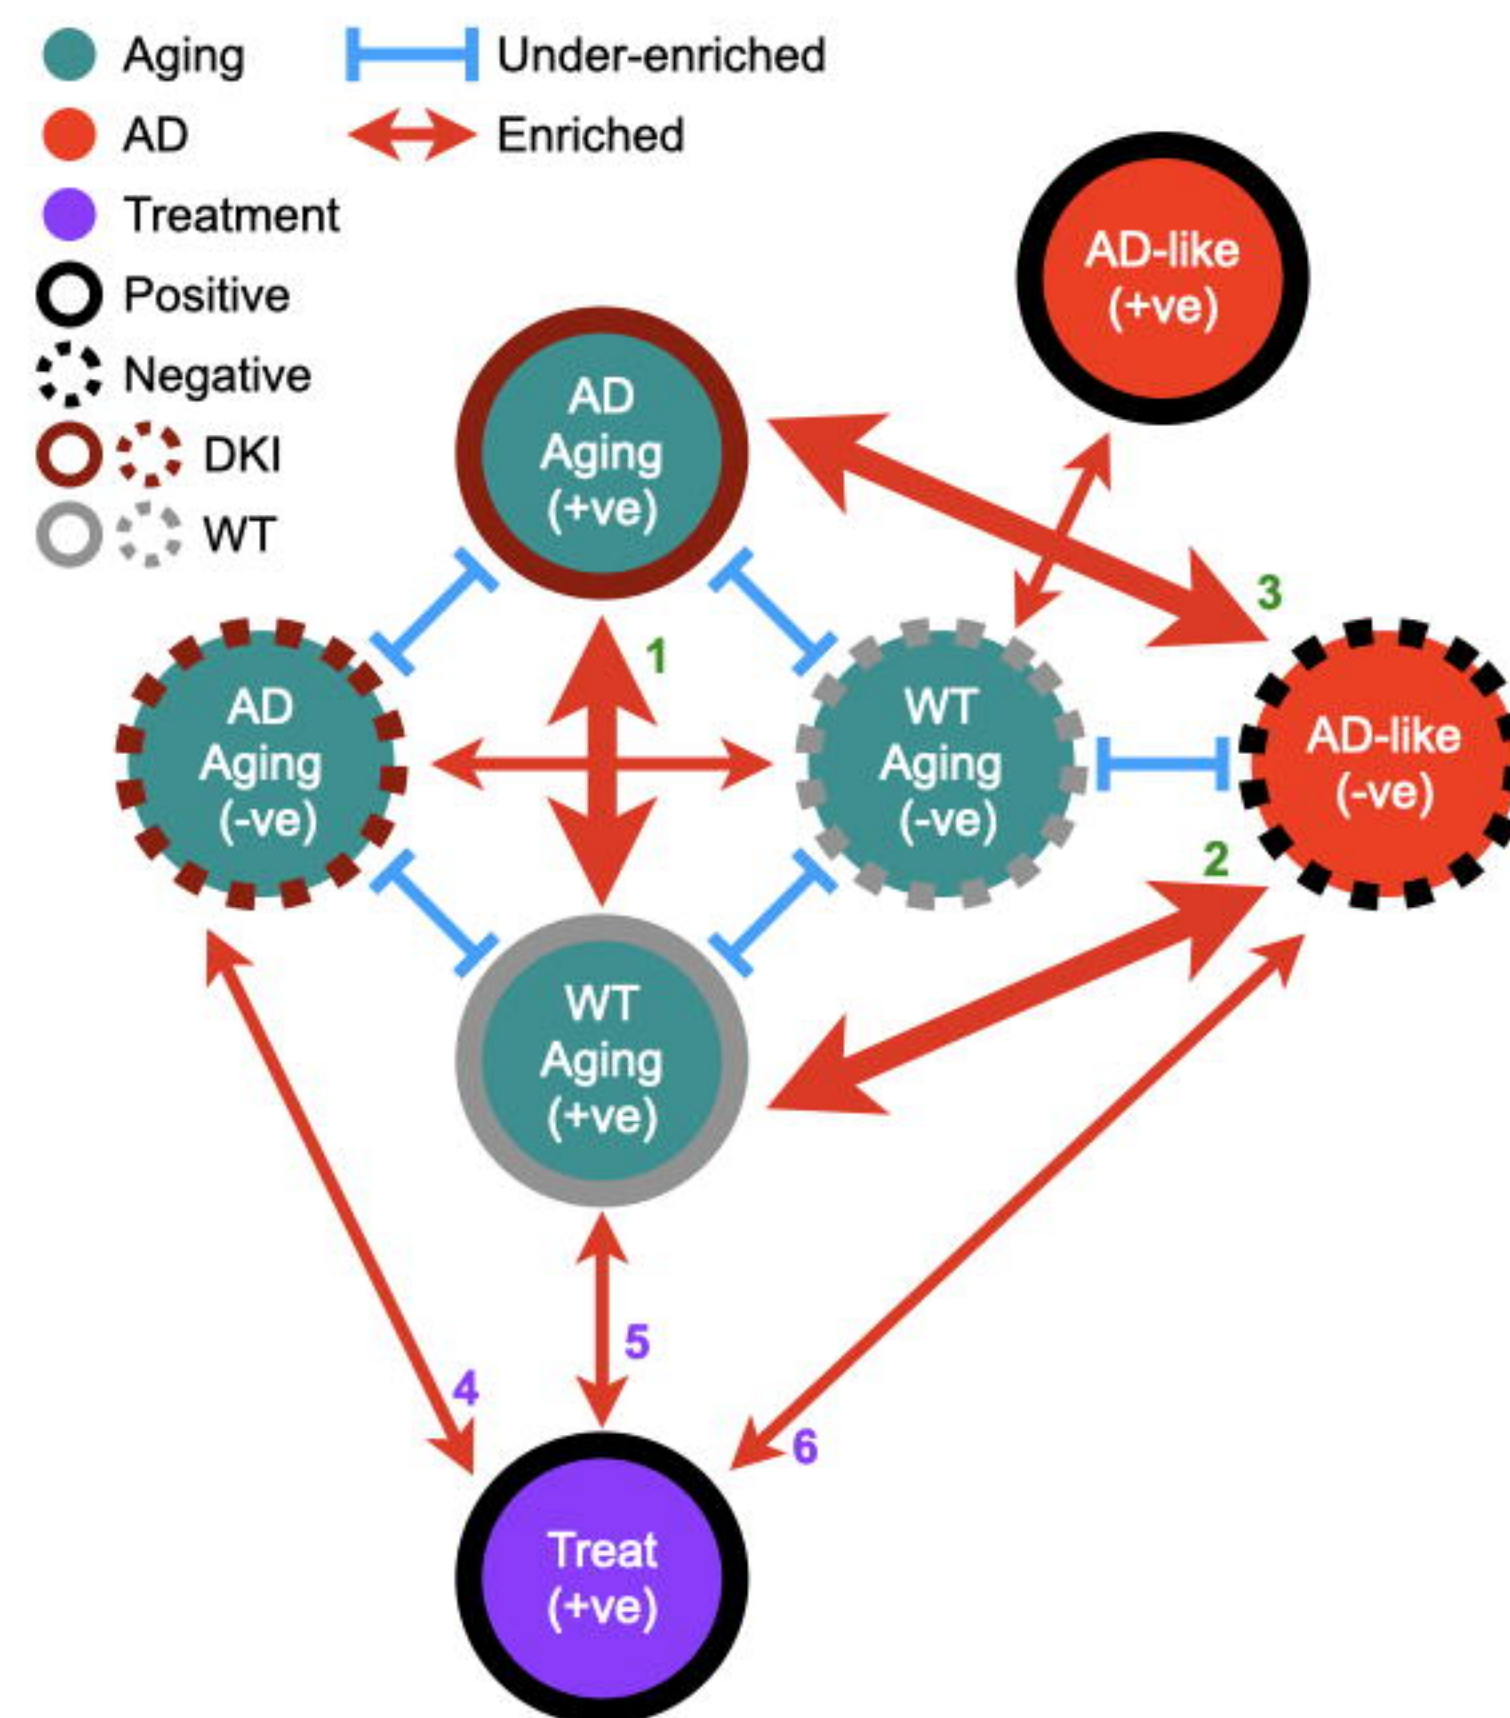 Aging
Under-enriched
AD
Enriched
Treatment
Positive
Negative
DKI
WT
AD-like
(+ve)
AD
Aging
(+ve)
3
1
AD
Aging
(-ve)
WT
Aging
(-ve)
AD-like
(-ve)
2
WT
Aging
(+ve)
5
4
6
Treat
(+ve)